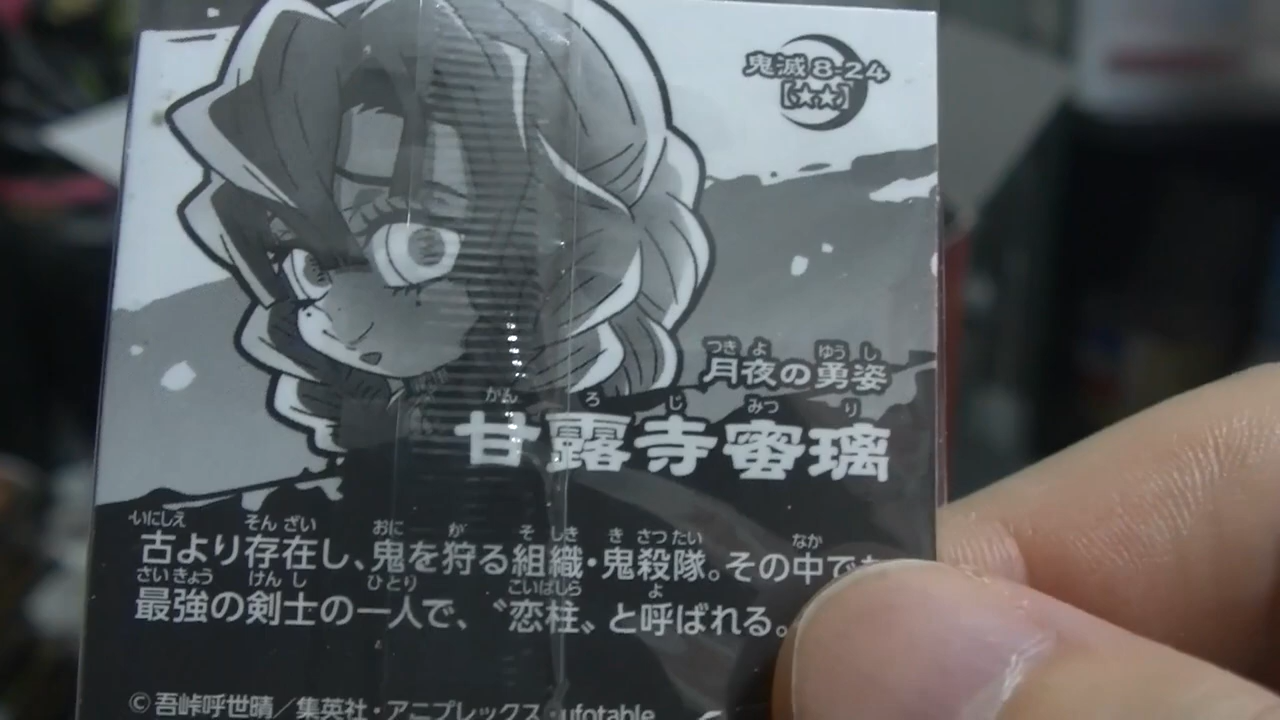 鬼滅8-24
[★★]
つきよ ゆうし
月夜の勇姿
かん ろ じ みつ り
甘露寺蜜璃
いにしえ そんざい おに か そしき きさつたい なか
古より存在し、鬼を狩る組織・鬼殺隊。その中で
さいきょう けんし ひとり こいばしら よ
最強の剣士の一人で、〝恋柱〟と呼ばれる。
©吾峠呼世晴／集英社・アニプレックス・ufotable